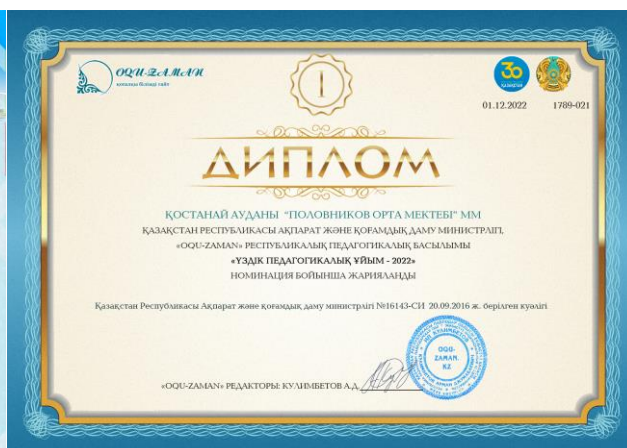 OQU-ZAMAN
I
30
ҚАЗАҚСТАН
01.12.2022
1789-021
ДИПЛОМ
ҚОСТАНАЙ АУДАНЫ "ПОЛОВНИКОВ ОРТА МЕКТЕБІ" ММ
ҚАЗАҚСТАН РЕСПУБЛИКАСЫ АҚПАРАТ ЖӘНЕ ҚОҒАМДЫҚ ДАМУ МИНИСТРЛІГІ,
«OQU-ZAMAN» РЕСПУБЛИКАЛЫҚ ПЕДАГОГИКАЛЫҚ БАСЫЛЫМЫ
«ҮЗДІК ПЕДАГОГИКАЛЫҚ ҰЙЫМ - 2022»
НОМИНАЦИЯ БОЙЫНША ЖАРИЯЛАНДЫ
Қазақстан Республикасы Ақпарат және қоғамдық даму министрлігі №16143-СИ 20.09.2016 ж. берілген куәлігі
OQU-
ZAMAN.
KZ
«OQU-ZAMAN» РЕДАКТОРЫ: КУЛИМБЕТОВ А.Д.